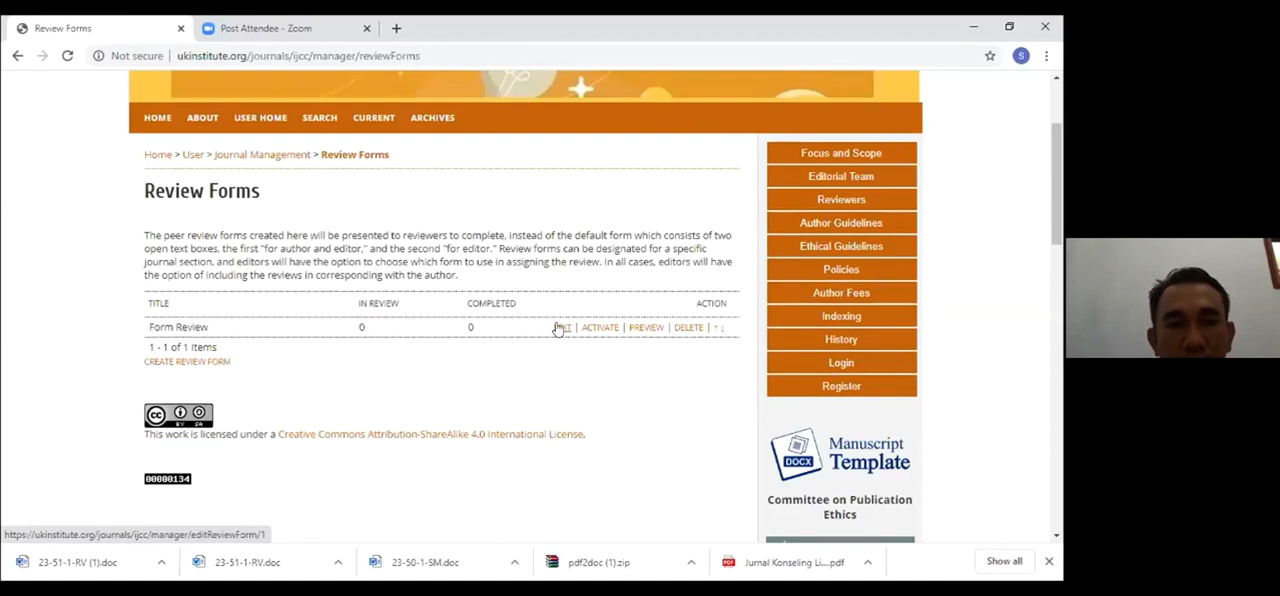 Review Forms
Post Attendee - Zoom
Not secure
ukinstitute.org/journals/ijcc/manager/reviewForms
S
HOME
ABOUT
USER HOME
SEARCH
CURRENT
ARCHIVES
Home > User > Journal Management > Review Forms
Review Forms
The peer review forms created here will be presented to reviewers to complete, instead of the default form which consists of two
open text boxes, the first "for author and editor," and the second "for editor." Review forms can be designated for a specific
journal section, and editors will have the option to choose which form to use in assigning the review. In all cases, editors will have
the option of including the reviews in corresponding with the author.
TITLE IN REVIEW COMPLETED ACTION
Form Review 0 0 | ACTIVATE | PREVIEW | DELETE | ↑ ↓
1 - 1 of 1 Items
CREATE REVIEW FORM
cc
BY SA
This work is licensed under a Creative Commons Attribution-ShareAlike 4.0 International License.
00000134
Focus and Scope
Editorial Team
Reviewers
Author Guidelines
Ethical Guidelines
Policies
Author Fees
Indexing
History
Login
Register
DOCX
Manuscript
Template
Committee on Publication
Ethics
https://ukinstitute.org/journals/ijcc/manager/editReviewForm/1
23-51-1-RV (1).doc
23-51-1-RV.doc
23-50-1-SM.doc
pdf2doc (1).zip
PDF
Jurnal Konseling Li....pdf
Show all